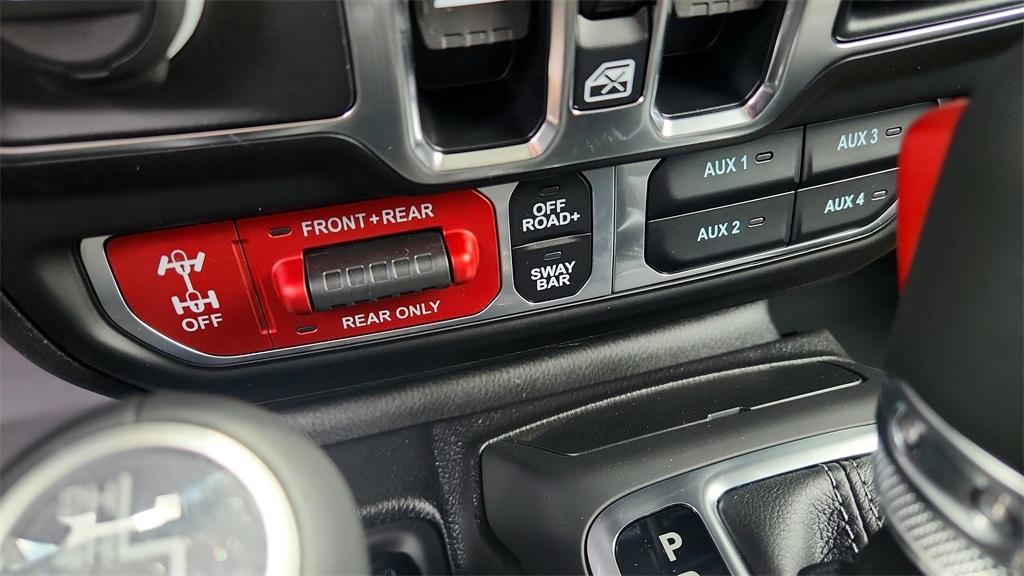 FRONT+REAR
OFF
REAR ONLY
OFF
ROAD+
SWAY
BAR
AUX 1
AUX 2
AUX 3
AUX 4
P